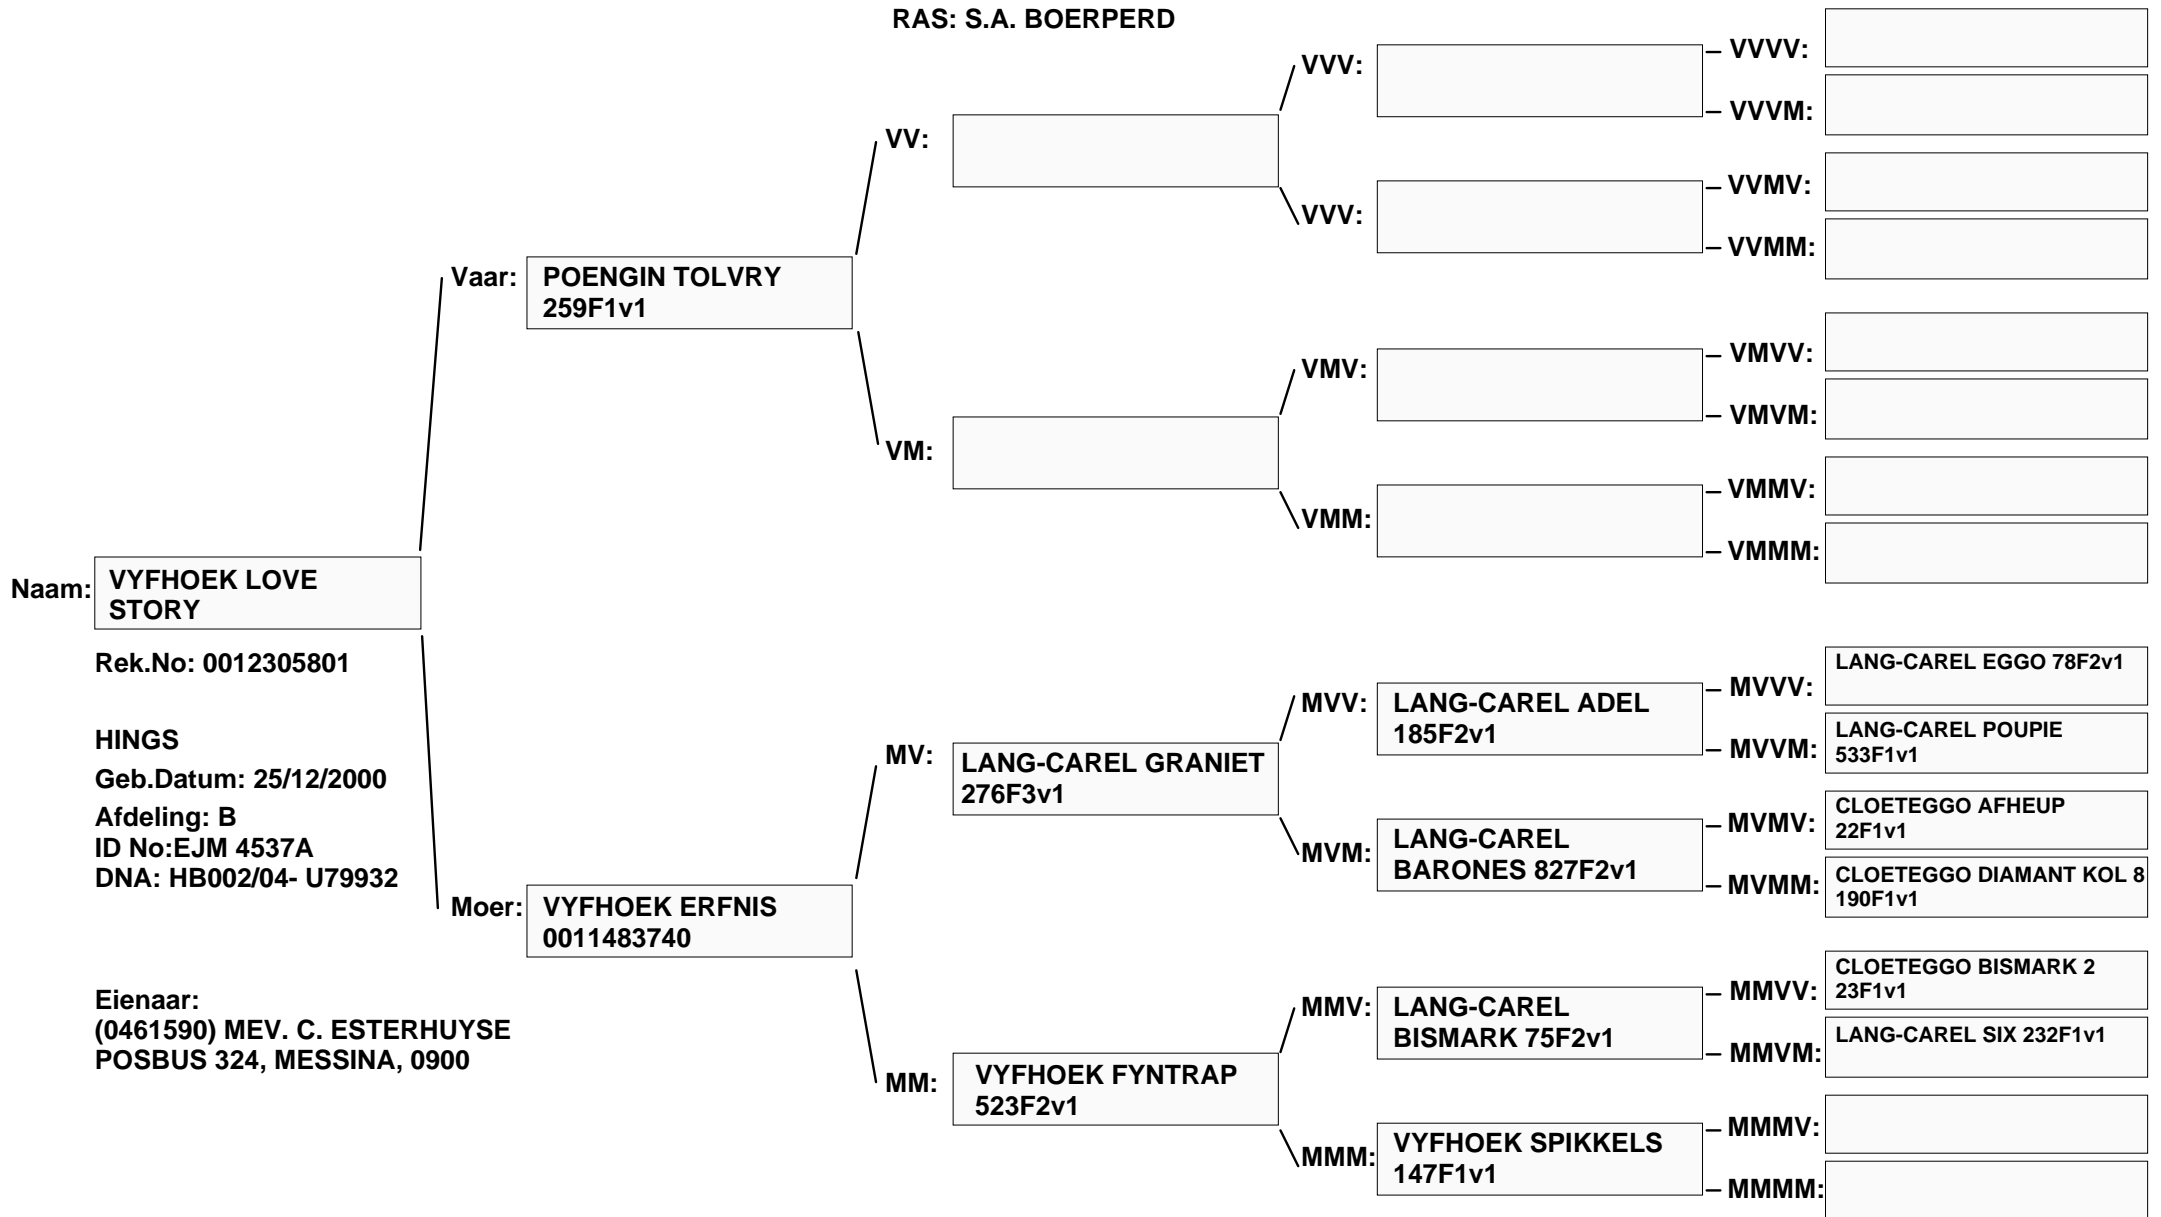 RAS: S.A. BOERPERD
Naam:
VYFHOEK LOVE
STORY
Rek.No: 0012305801
HINGS
Geb.Datum: 25/12/2000
Afdeling: B
ID No:EJM 4537A
DNA: HB002/04- U79932
Eienaar:
(0461590) MEV. C. ESTERHUYSE
POSBUS 324, MESSINA, 0900
Vaar:
POENGIN TOLVRY
259F1v1
Moer:
VYFHOEK ERFNIS
0011483740
VV:
VM:
MV:
LANG-CAREL GRANIET
276F3v1
MM:
VYFHOEK FYNTRAP
523F2v1
VVV:
VVV:
VMV:
VMM:
MVV:
LANG-CAREL ADEL
185F2v1
MVM:
LANG-CAREL
BARONES 827F2v1
MMV:
LANG-CAREL
BISMARK 75F2v1
MMM:
VYFHOEK SPIKKELS
147F1v1
VVVV:
VVVM:
VVMV:
VVMM:
VMVV:
VMVM:
VMMV:
VMMM:
MVVV:
LANG-CAREL EGGO 78F2v1
MVVM:
LANG-CAREL POUPIE
533F1v1
MVMV:
CLOETEGGO AFHEUP
22F1v1
MVMM:
CLOETEGGO DIAMANT KOL 8
190F1v1
MMVV:
CLOETEGGO BISMARK 2
23F1v1
MMVM:
LANG-CAREL SIX 232F1v1
MMMV:
MMMM: